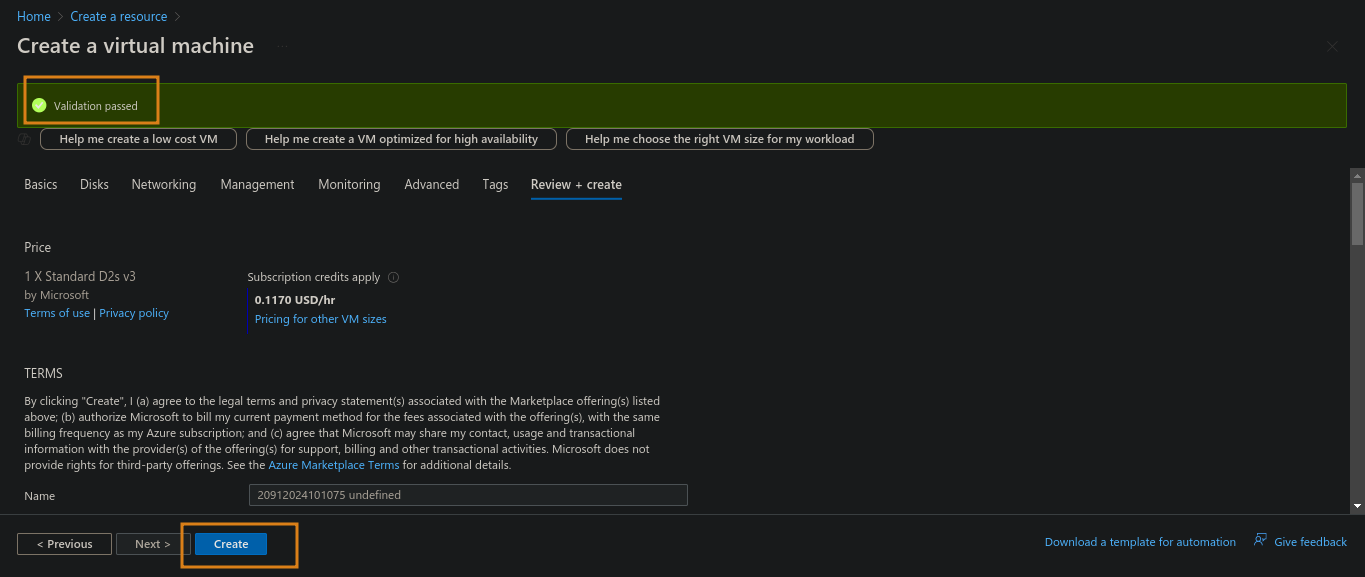 Home > Create a resource >
Create a virtual machine ...
Validation passed
Help me create a low cost VM Help me create a VM optimized for high availability Help me choose the right VM size for my workload
Basics Disks Networking Management Monitoring Advanced Tags Review + create
Price
1 X Standard D2s v3
by Microsoft
Terms of use | Privacy policy
Subscription credits apply
0.1170 USD/hr
Pricing for other VM sizes
TERMS
By clicking "Create", I (a) agree to the legal terms and privacy statement(s) associated with the Marketplace offering(s) listed
above; (b) authorize Microsoft to bill my current payment method for the fees associated with the offering(s), with the same
billing frequency as my Azure subscription; and (c) agree that Microsoft may share my contact, usage and transactional
information with the provider(s) of the offering(s) for support, billing and other transactional activities. Microsoft does not
provide rights for third-party offerings. See the Azure Marketplace Terms for additional details.
Name 20912024101075 undefined
< Previous Next > Create Download a template for automation Give feedback